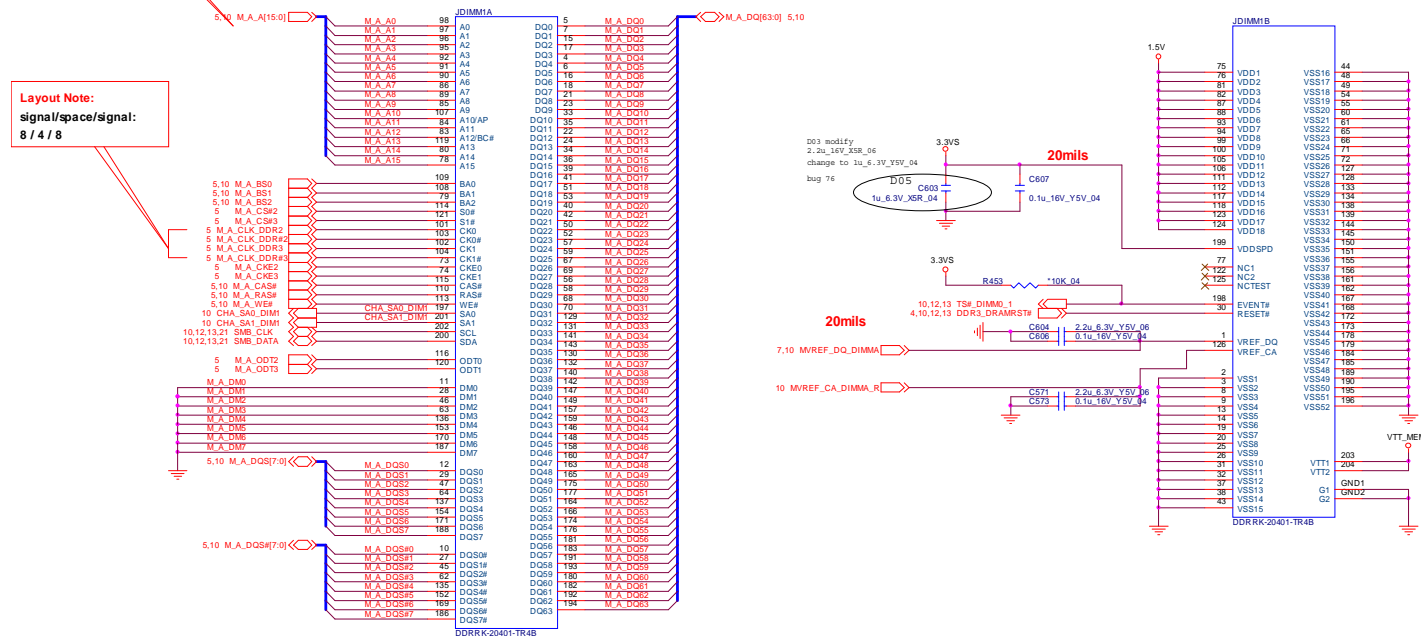 5,10 M_A_A[15:0]
JDIMM1A
M_A_A0 98 A0
M_A_A1 97 A1
M_A_A2 96 A2
M_A_A3 95 A3
M_A_A4 92 A4
M_A_A5 91 A5
M_A_A6 90 A6
M_A_A7 86 A7
M_A_A8 89 A8
M_A_A9 85 A9
M_A_A10 107 A10/AP
M_A_A11 84 A11
M_A_A12 83 A12/BC#
M_A_A13 119 A13
M_A_A14 80 A14
M_A_A15 78 A15
Layout Note:
signal/space/signal:
8 / 4 / 8
5,10 M_A_BS0 109 BA0
5,10 M_A_BS1 108 BA1
5,10 M_A_BS2 79 BA2
5 M_A_CS#2 114 S0#
5 M_A_CS#3 121 S1#
5 M_A_CLK_DDR2 101 CK0
5 M_A_CLK_DDR#2 103 CK0#
5 M_A_CLK_DDR3 102 CK1
5 M_A_CLK_DDR#3 104 CK1#
5 M_A_CKE2 73 CKE0
5 M_A_CKE3 74 CKE1
5,10 M_A_CAS# 115 CAS#
5,10 M_A_RAS# 110 RAS#
5,10 M_A_WE# 113 WE#
10 CHA_SA0_DIM1 CHA_SA0_DIM1 197 SA0
10 CHA_SA1_DIM1 CHA_SA1_DIM1 201 SA1
10,12,13,21 SMB_CLK 202 SCL
10,12,13,21 SMB_DATA 200 SDA
5 M_A_ODT2 116 ODT0
5 M_A_ODT3 120 ODT1
M_A_DM0 11 DM0
M_A_DM1 28 DM1
M_A_DM2 46 DM2
M_A_DM3 63 DM3
M_A_DM4 136 DM4
M_A_DM5 153 DM5
M_A_DM6 170 DM6
M_A_DM7 187 DM7
5,10 M_A_DQS[7:0]
M_A_DQS0 12 DQS0
M_A_DQS1 29 DQS1
M_A_DQS2 47 DQS2
M_A_DQS3 64 DQS3
M_A_DQS4 137 DQS4
M_A_DQS5 154 DQS5
M_A_DQS6 171 DQS6
M_A_DQS7 188 DQS7
5,10 M_A_DQS#[7:0]
M_A_DQS#0 10 DQS0#
M_A_DQS#1 27 DQS1#
M_A_DQS#2 45 DQS2#
M_A_DQS#3 62 DQS3#
M_A_DQS#4 135 DQS4#
M_A_DQS#5 152 DQS5#
M_A_DQS#6 169 DQS6#
M_A_DQS#7 186 DQS7#
DDRRK-20401-TR4B
M_A_DQ[63:0] 5,10
DQ0 5 M_A_DQ0
DQ1 7 M_A_DQ1
DQ2 15 M_A_DQ2
DQ3 17 M_A_DQ3
DQ4 4 M_A_DQ4
DQ5 6 M_A_DQ5
DQ6 16 M_A_DQ6
DQ7 18 M_A_DQ7
DQ8 21 M_A_DQ8
DQ9 23 M_A_DQ9
DQ10 33 M_A_DQ10
DQ11 35 M_A_DQ11
DQ12 22 M_A_DQ12
DQ13 24 M_A_DQ13
DQ14 34 M_A_DQ14
DQ15 36 M_A_DQ15
DQ16 39 M_A_DQ16
DQ17 41 M_A_DQ17
DQ18 51 M_A_DQ18
DQ19 53 M_A_DQ19
DQ20 40 M_A_DQ20
DQ21 42 M_A_DQ21
DQ22 50 M_A_DQ22
DQ23 52 M_A_DQ23
DQ24 57 M_A_DQ24
DQ25 59 M_A_DQ25
DQ26 67 M_A_DQ26
DQ27 69 M_A_DQ27
DQ28 56 M_A_DQ28
DQ29 58 M_A_DQ29
DQ30 68 M_A_DQ30
DQ31 70 M_A_DQ31
DQ32 129 M_A_DQ32
DQ33 131 M_A_DQ33
DQ34 141 M_A_DQ34
DQ35 143 M_A_DQ35
DQ36 130 M_A_DQ36
DQ37 132 M_A_DQ37
DQ38 140 M_A_DQ38
DQ39 142 M_A_DQ39
DQ40 147 M_A_DQ40
DQ41 149 M_A_DQ41
DQ42 157 M_A_DQ42
DQ43 159 M_A_DQ43
DQ44 146 M_A_DQ44
DQ45 148 M_A_DQ45
DQ46 158 M_A_DQ46
DQ47 160 M_A_DQ47
DQ48 163 M_A_DQ48
DQ49 165 M_A_DQ49
DQ50 175 M_A_DQ50
DQ51 177 M_A_DQ51
DQ52 164 M_A_DQ52
DQ53 166 M_A_DQ53
DQ54 174 M_A_DQ54
DQ55 176 M_A_DQ55
DQ56 181 M_A_DQ56
DQ57 183 M_A_DQ57
DQ58 191 M_A_DQ58
DQ59 193 M_A_DQ59
DQ60 180 M_A_DQ60
DQ61 182 M_A_DQ61
DQ62 192 M_A_DQ62
DQ63 194 M_A_DQ63
D03 modify
2.2u_16V_X5R_06
change to 1u_6.3V_Y5V_04
bug 76
3.3VS
20mils
D05
C603
1u_6.3V_X5R_04
C607
0.1u_16V_Y5V_04
3.3VS
R453 *10K_04
10,12,13 TS#_DIMM0_1
4,10,12,13 DDR3_DRAMRST#
20mils
C604 2.2u_6.3V_Y5V_06
C606 0.1u_16V_Y5V_04
7,10 MVREF_DQ_DIMMA
10 MVREF_CA_DIMMA_R
C571 2.2u_6.3V_Y5V_06
C573 0.1u_16V_Y5V_04
JDIMM1B
1.5V
75 VDD1
76 VDD2
81 VDD3
82 VDD4
87 VDD5
88 VDD6
93 VDD7
94 VDD8
99 VDD9
100 VDD10
105 VDD11
106 VDD12
111 VDD13
112 VDD14
117 VDD15
118 VDD16
123 VDD17
124 VDD18
199 VDDSPD
77 NC1
122 NC2
125 NCTEST
198 EVENT#
30 RESET#
1 VREF_DQ
126 VREF_CA
2 VSS1
3 VSS2
8 VSS3
9 VSS4
13 VSS5
14 VSS6
19 VSS7
20 VSS8
25 VSS9
26 VSS10
31 VSS11
32 VSS12
37 VSS13
38 VSS14
43 VSS15
VSS16 44
VSS17 48
VSS18 49
VSS19 54
VSS20 55
VSS21 60
VSS22 61
VSS23 65
VSS24 66
VSS25 71
VSS26 72
VSS27 127
VSS28 128
VSS29 133
VSS30 134
VSS31 138
VSS32 139
VSS33 144
VSS34 145
VSS35 150
VSS36 151
VSS37 155
VSS38 156
VSS39 161
VSS40 162
VSS41 167
VSS42 168
VSS43 172
VSS44 173
VSS45 178
VSS46 179
VSS47 184
VSS48 185
VSS49 189
VSS50 190
VSS51 195
VSS52 196
VTT_MEM
VTT1 203
VTT2 204
G1 GND1
G2 GND2
DDRRK-20401-TR4B